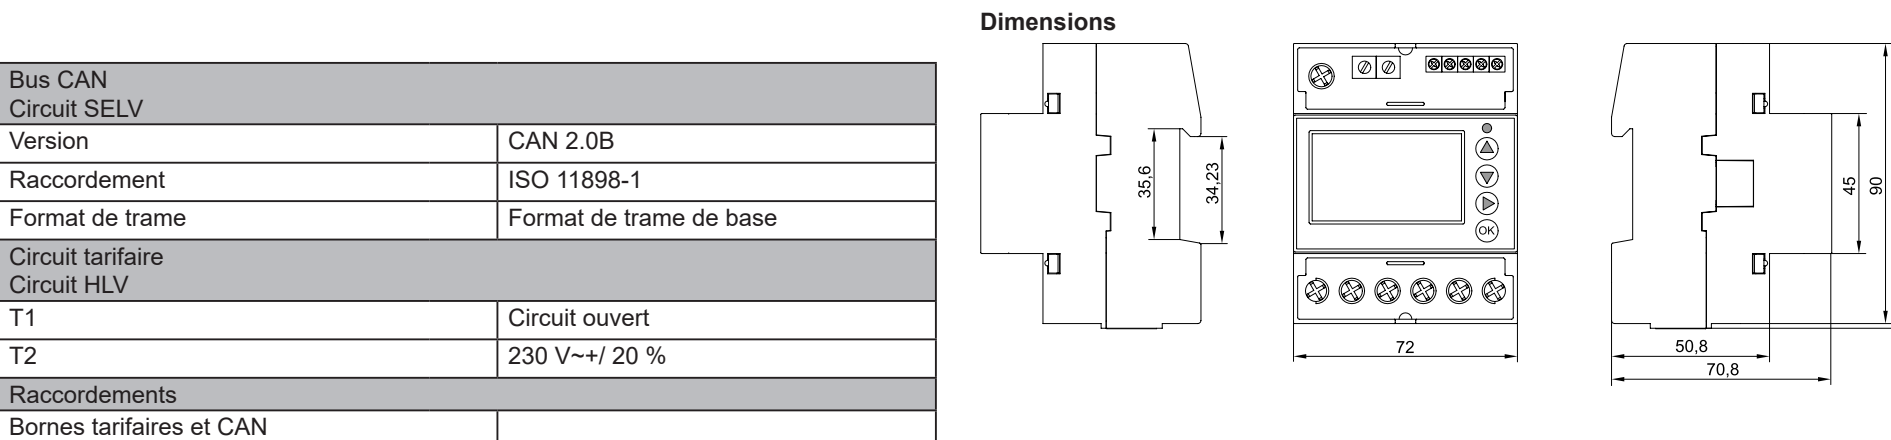 Bus CAN
Circuit SELV
Version CAN 2.0B
Raccordement ISO 11898-1
Format de trame Format de trame de base
Circuit tarifaire
Circuit HLV
T1 Circuit ouvert
T2 230 V~+/ 20 %
Raccordements
Bornes tarifaires et CAN
Dimensions
35,6
34,23
OK
72
45
90
50,8
70,8